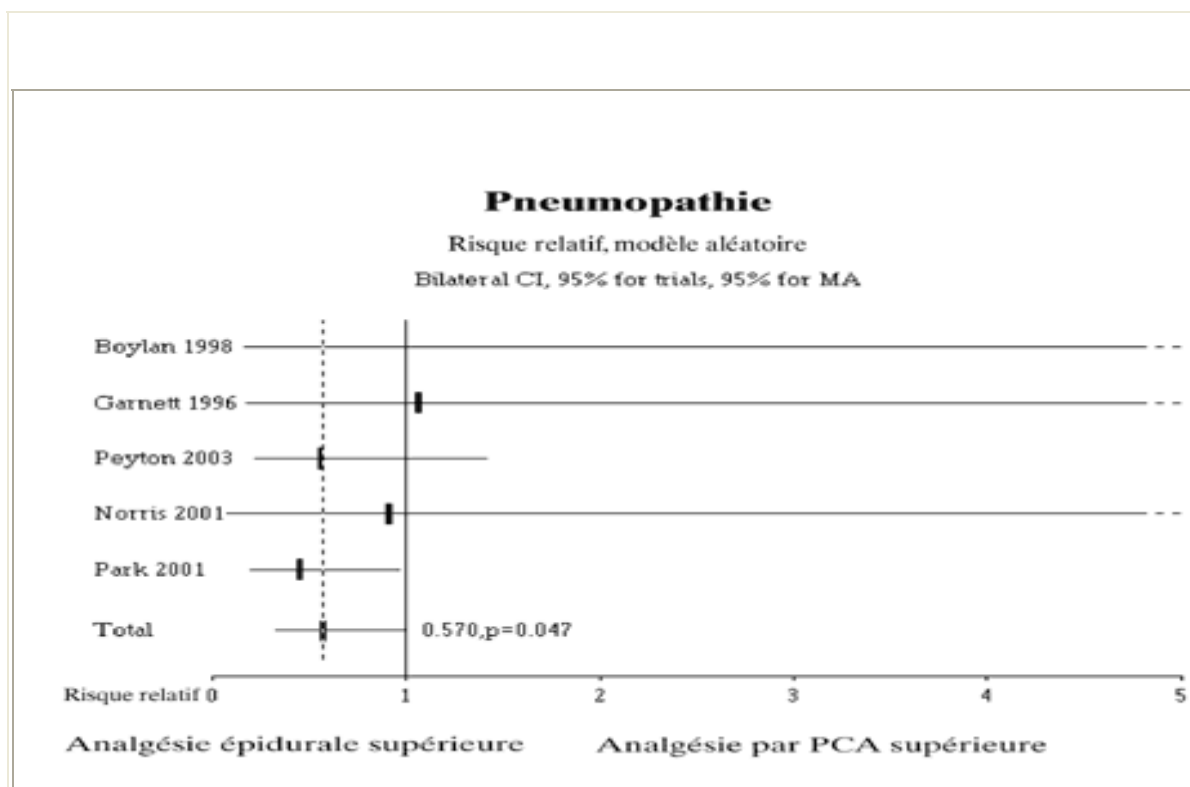 Pneumopathie
Risque relatif, modèle aléatoire
Bilateral CI, 95% for trials, 95% for MA
Boylan 1998
Garnett 1996
Peyton 2003
Norris 2001
Park 2001
Total 0.570,p=0.047
Risque relatif 0 1 2 3 4 5
Analgésie épidurale supérieure Analgésie par PCA supérieure